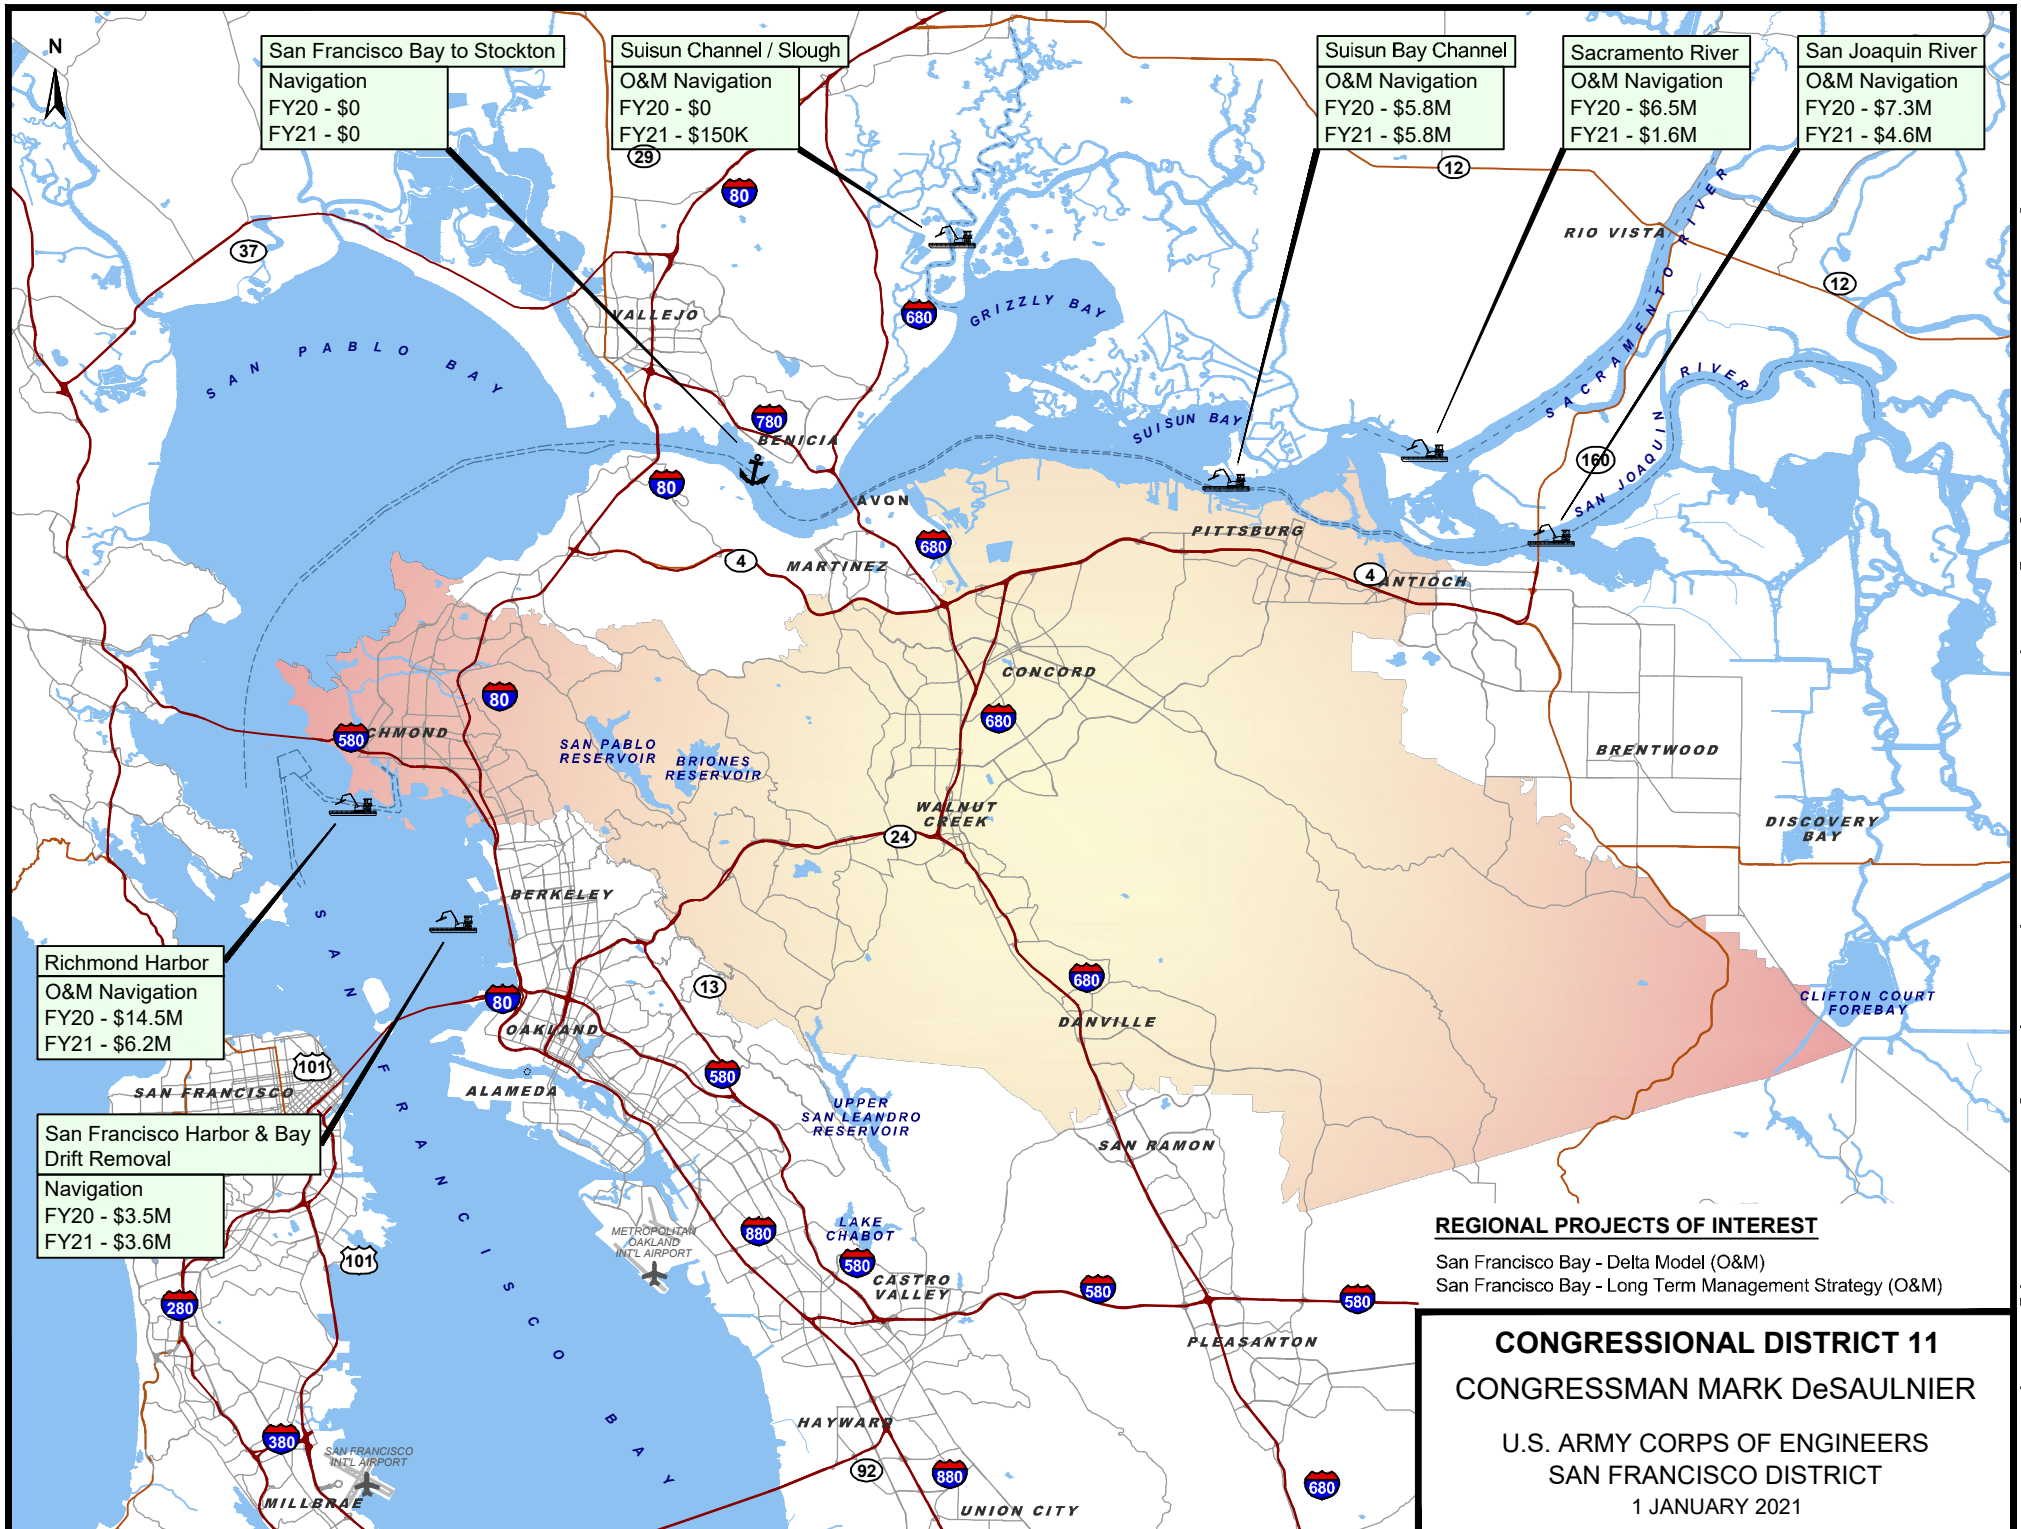 N
San Francisco Bay to Stockton
Navigation
FY20 - $0
FY21 - $0
Suisun Channel / Slough
O&M Navigation
FY20 - $0
FY21 - $150K
Suisun Bay Channel
O&M Navigation
FY20 - $5.8M
FY21 - $5.8M
Sacramento River
O&M Navigation
FY20 - $6.5M
FY21 - $1.6M
San Joaquin River
O&M Navigation
FY20 - $7.3M
FY21 - $4.6M
29
80
12
37
RIO VISTA
SACRAMENTO RIVER
12
680
GRIZZLY BAY
VALLEJO
SAN PABLO BAY
SUISUN BAY
SAN JOAQUIN RIVER
780
BENICIA
160
80
AVON
680
PITTSBURG
4
MARTINEZ
4
ANTIOCH
CONCORD
80
680
580
CHMOND
SAN PABLO
RESERVOIR
BRIONES
RESERVOIR
BRENTWOOD
WALNUT
CREEK
24
DISCOVERY
BAY
BERKELEY
SAN FRANCISCO BAY
Richmond Harbor
O&M Navigation
FY20 - $14.5M
FY21 - $6.2M
13
680
80
CLIFTON COURT
FOREBAY
OAKLAND
DANVILLE
101
580
SAN FRANCISCO
ALAMEDA
UPPER
SAN LEANDRO
RESERVOIR
San Francisco Harbor & Bay
Drift Removal
Navigation
FY20 - $3.5M
FY21 - $3.6M
SAN RAMON
METROPOLITAN
OAKLAND
INT'L AIRPORT
880
LAKE
CHABOT
580
101
CASTRO
VALLEY
580
580
280
PLEASANTON
REGIONAL PROJECTS OF INTEREST
San Francisco Bay - Delta Model (O&M)
San Francisco Bay - Long Term Management Strategy (O&M)
HAYWARD
380
SAN FRANCISCO
INT'L AIRPORT
92
880
680
MILLBRAE
UNION CITY
CONGRESSIONAL DISTRICT 11
CONGRESSMAN MARK DeSAULNIER
U.S. ARMY CORPS OF ENGINEERS
SAN FRANCISCO DISTRICT
1 JANUARY 2021